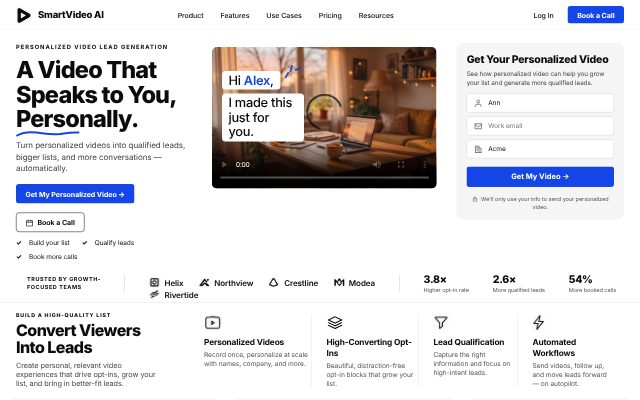 SmartVideo AI
Product
Features
Use Cases
Pricing
Resources
Log In
Book a Call
PERSONALIZED VIDEO LEAD GENERATION
A Video That
Speaks to You,
Personally.
Turn personalized videos into qualified leads,
bigger lists, and more conversations —
automatically.
Get My Personalized Video →
Book a Call
Build your list
Qualify leads
Book more calls
Hi Alex,
I made this
just for
you.
0:00
Get Your Personalized Video
See how personalized video can help you grow
your list and generate more qualified leads.
Ann
Work email
Acme
Get My Video →
We'll only use your info to send your personalized
video.
TRUSTED BY GROWTH-
FOCUSED TEAMS
Helix
Northview
Crestline
Modea
Rivertide
3.8×
Higher opt-in rate
2.6×
More qualified leads
54%
More booked calls
BUILD A HIGH-QUALITY LIST
Convert Viewers
Into Leads
Create personal, relevant video
experiences that drive opt-ins, grow your
list, and bring in better-fit leads.
Personalized Videos
Record once, personalize at scale
with names, company, and more.
High-Converting Opt-
Ins
Beautiful, distraction-free
opt-in blocks that grow your
list.
Lead Qualification
Capture the right
information and focus on
high-intent leads.
Automated
Workflows
Send videos, follow up,
and move leads forward
— on autopilot.